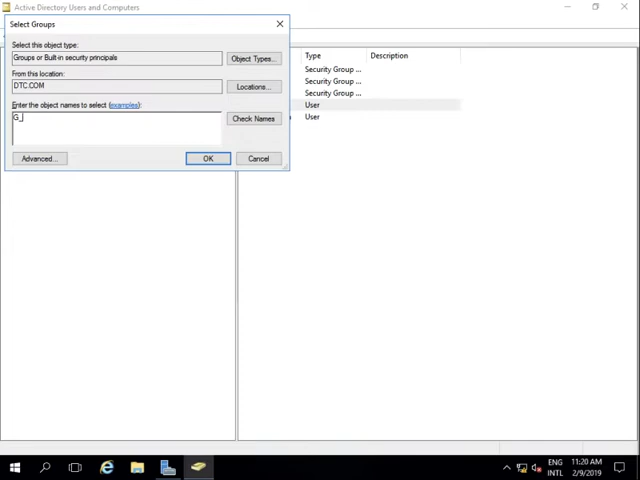 Active Directory Users and Computers
Select Groups
Select this object type:
Groups or Built-in security principals
Object Types...
From this location:
DTC.COM
Locations...
Enter the object names to select (examples):
G_
Check Names
Advanced...
OK
Cancel
Type
Description
Security Group ...
Security Group ...
Security Group ...
User
User
ENG
INTL
11:20 AM
2/9/2019